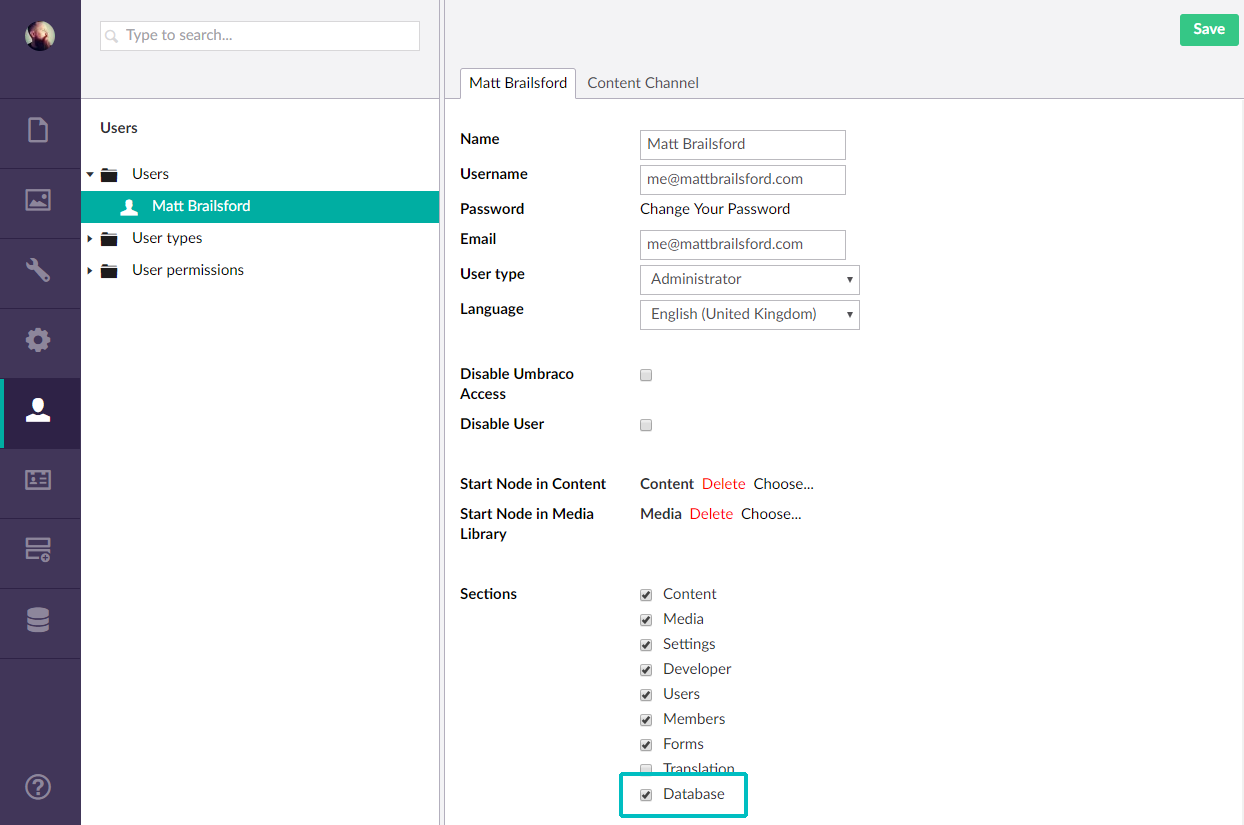 Type to search...
Save
Matt Brailsford
Content Channel
Users
Users
Matt Brailsford
User types
User permissions
Name
Matt Brailsford
Username
me@mattbrailsford.com
Password
Change Your Password
Email
me@mattbrailsford.com
User type
Administrator
Language
English (United Kingdom)
Disable Umbraco
Access
Disable User
Start Node in Content
Content Delete Choose...
Start Node in Media
Library
Media Delete Choose...
Sections
Content
Media
Settings
Developer
Users
Members
Forms
Translation
Database